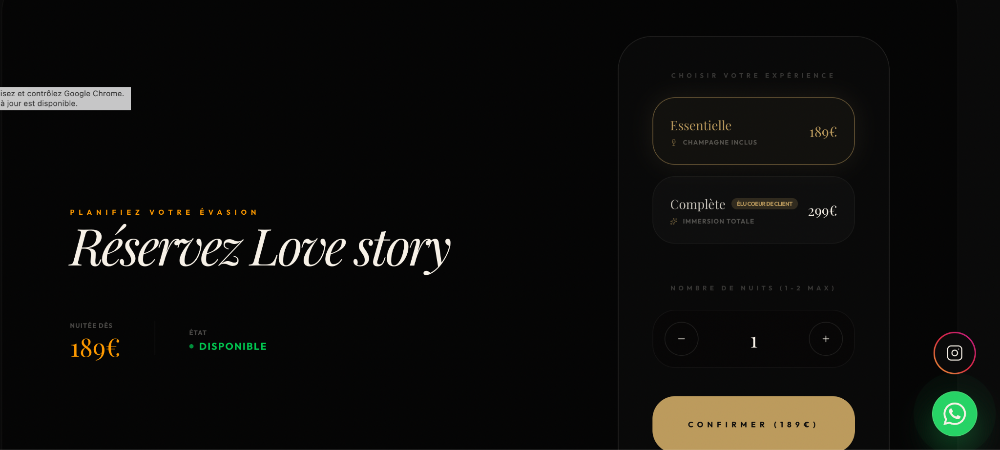 isez et contrôlez Google Chrome.
à jour est disponible.
PLANIFIEZ VOTRE ÉVASION
Réservez Love story
NUITÉE DÈS
189€
ÉTAT
DISPONIBLE
CHOISIR VOTRE EXPÉRIENCE
Essentielle
CHAMPAGNE INCLUS
189€
Complète ÉLU COEUR DE CLIENT
IMMERSION TOTALE
299€
NOMBRE DE NUITS (1-2 MAX)
− 1 +
CONFIRMER (189€)